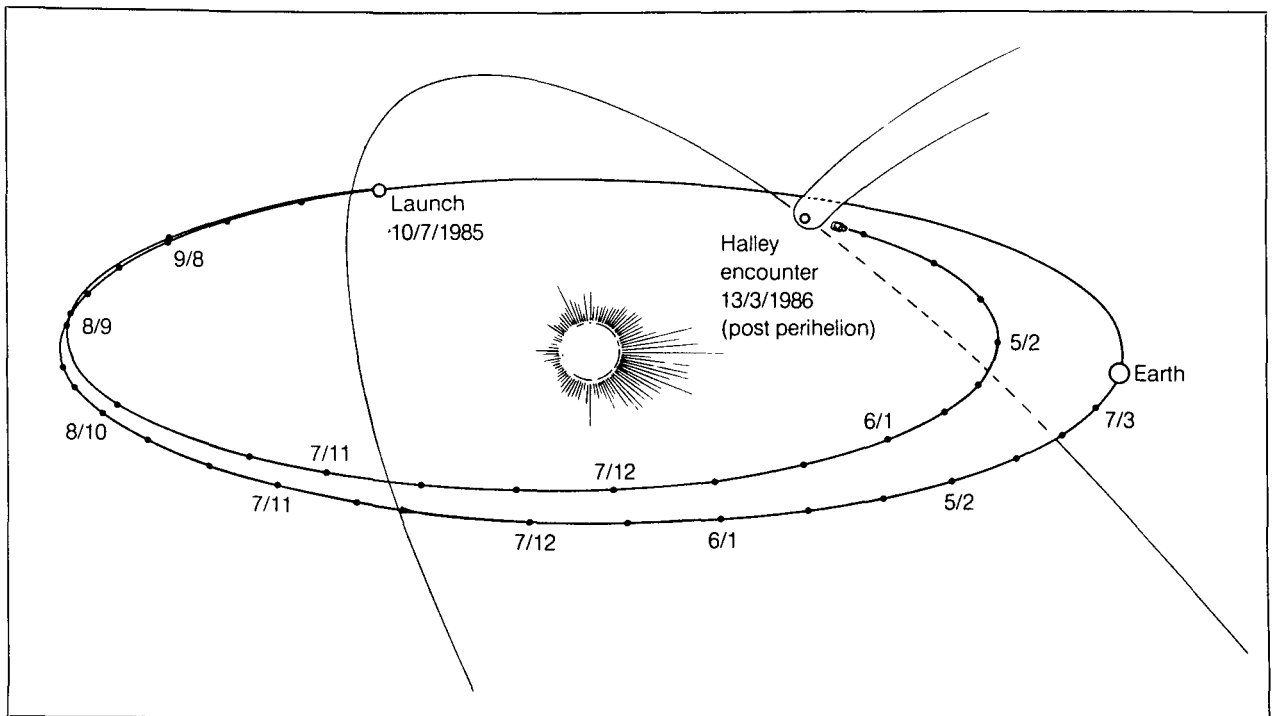 Launch
10/7/1985
9/8
Halley
encounter
13/3/1986
(post perihelion)
8/9
5/2
Earth
7/3
8/10
6/1
7/11
7/12
7/11
5/2
7/12
6/1